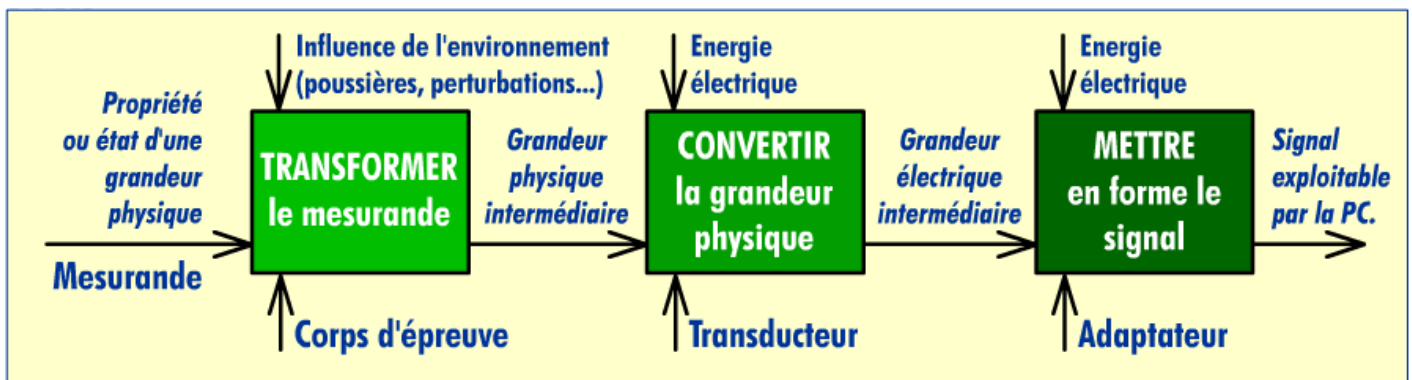 Influence de l'environnement
(poussières, perturbations...)
Energie
électrique
Energie
électrique
Propriété
ou état d'une
grandeur
physique
TRANSFORMER
le mesurande
Grandeur
physique
intermédiaire
CONVERTIR
la grandeur
physique
Grandeur
électrique
intermédiaire
METTRE
en forme le
signal
Signal
exploitable
par la PC.
Mesurande
Corps d'épreuve
Transducteur
Adaptateur